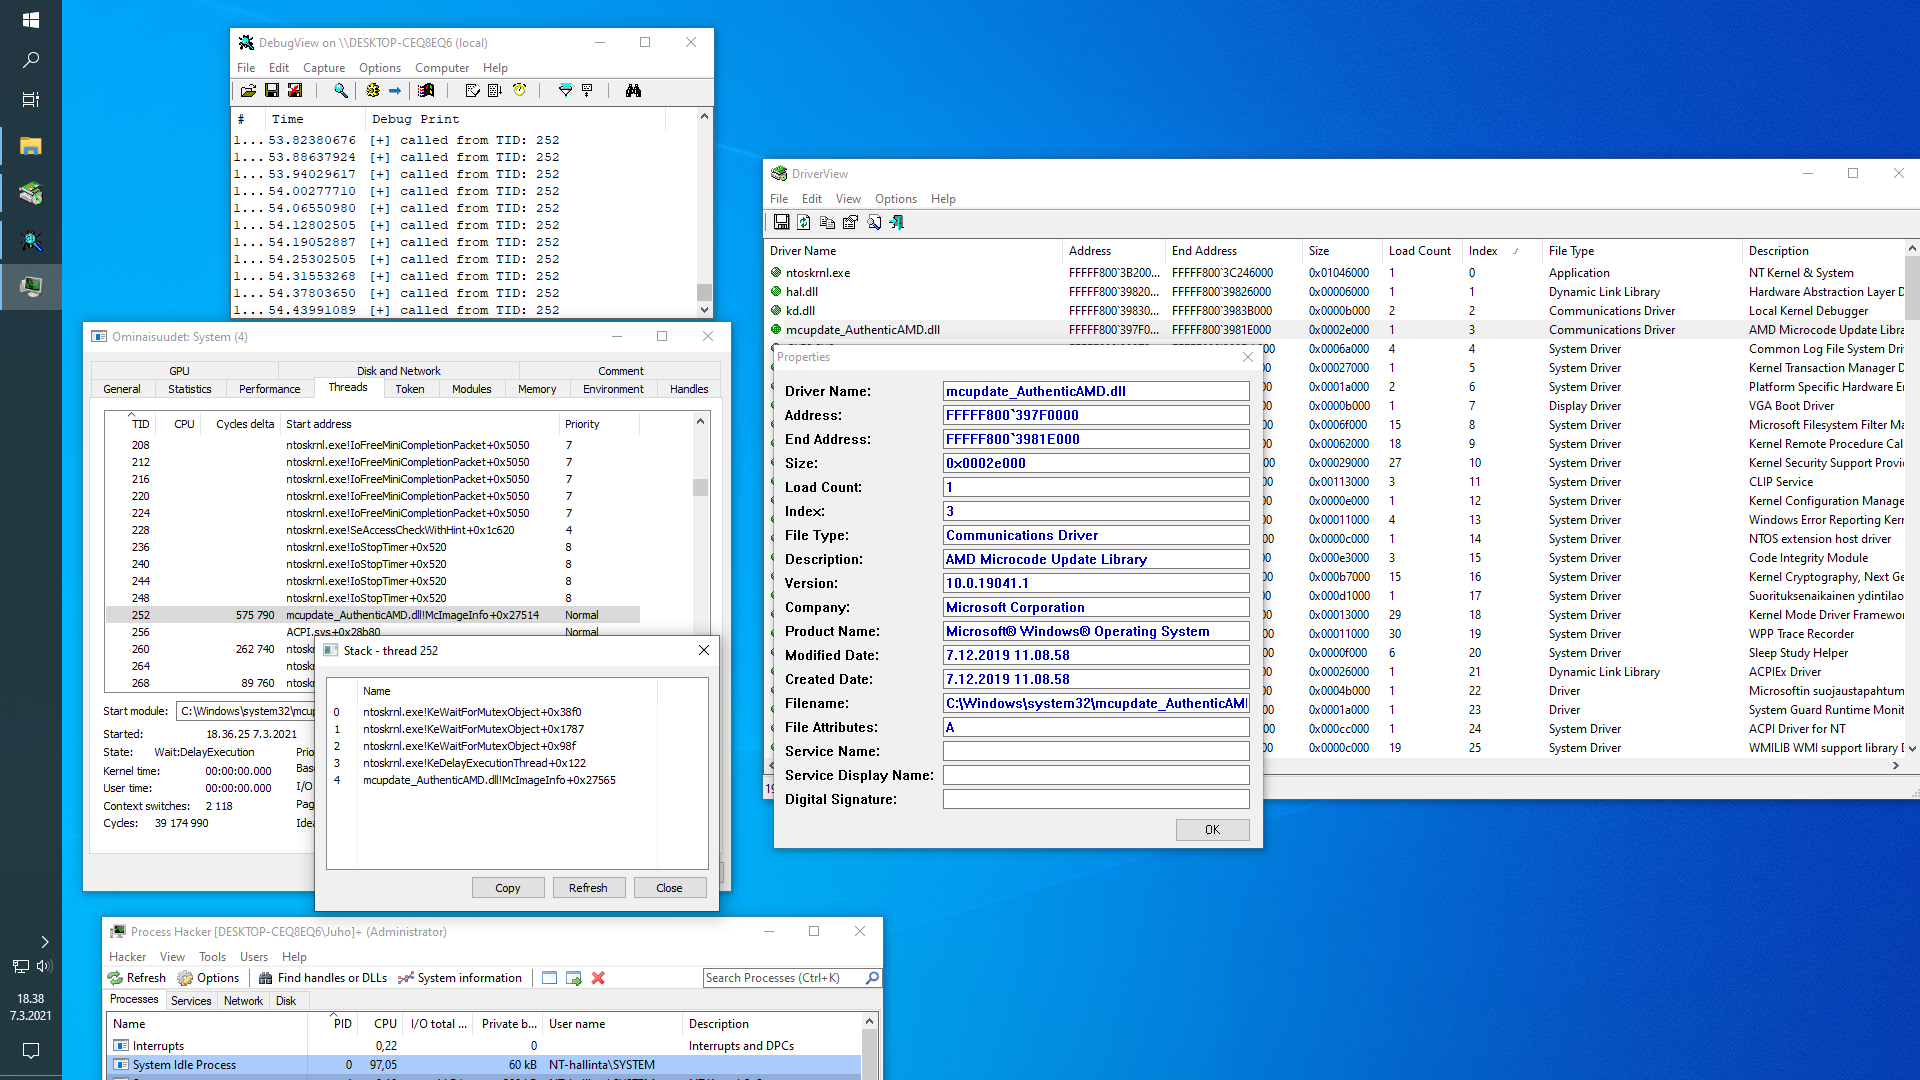 DebugView on \\DESKTOP-CEQ8EQ6 (local)
File Edit Capture Options Computer Help
# Time Debug Print
1... 53.82380676 [+] called from TID: 252
1... 53.88637924 [+] called from TID: 252
1... 53.94029617 [+] called from TID: 252
1... 54.00277710 [+] called from TID: 252
1... 54.06550980 [+] called from TID: 252
1... 54.12802505 [+] called from TID: 252
1... 54.19052887 [+] called from TID: 252
1... 54.25302505 [+] called from TID: 252
1... 54.31553268 [+] called from TID: 252
1... 54.37803650 [+] called from TID: 252
1... 54.43991089 [+] called from TID: 252
Ominaisuudet: System (4)
GPU Disk and Network Comment
General Statistics Performance Threads Token Modules Memory Environment Handles
TID CPU Cycles delta Start address Priority
208 ntoskrnl.exe!IoFreeMiniCompletionPacket+0x5050 7
212 ntoskrnl.exe!IoFreeMiniCompletionPacket+0x5050 7
216 ntoskrnl.exe!IoFreeMiniCompletionPacket+0x5050 7
220 ntoskrnl.exe!IoFreeMiniCompletionPacket+0x5050 7
224 ntoskrnl.exe!IoFreeMiniCompletionPacket+0x5050 7
228 ntoskrnl.exe!SeAccessCheckWithHint+0x1c620 4
236 ntoskrnl.exe!IoStopTimer+0x520 8
240 ntoskrnl.exe!IoStopTimer+0x520 8
244 ntoskrnl.exe!IoStopTimer+0x520 8
248 ntoskrnl.exe!IoStopTimer+0x520 8
252 575 790 mcupdate_AuthenticAMD.dll!McImageInfo+0x27514 Normal
256 ACPI.sys+0x28b80 Normal
260 262 740 ntoskr
264 ntoskr
268 89 760 ntoskr
Start module: C:\Windows\system32\mcup
Started: 18.36.25 7.3.2021
State: Wait:DelayExecution Prio
Kernel time: 00:00:00.000 Bas
User time: 00:00:00.000 I/O
Context switches: 2 118 Pag
Cycles: 39 174 990 Idea
Stack - thread 252
Name
0 ntoskrnl.exe!KeWaitForMutexObject+0x38f0
1 ntoskrnl.exe!KeWaitForMutexObject+0x1787
2 ntoskrnl.exe!KeWaitForMutexObject+0x98f
3 ntoskrnl.exe!KeDelayExecutionThread+0x122
4 mcupdate_AuthenticAMD.dll!McImageInfo+0x27565
Copy Refresh Close
DriverView
File Edit View Options Help
Driver Name Address End Address Size Load Count Index File Type Description
ntoskrnl.exe FFFFF800`3B200... FFFFF800`3C246000 0x01046000 1 0 Application NT Kernel & System
hal.dll FFFFF800`39820... FFFFF800`39826000 0x00006000 1 1 Dynamic Link Library Hardware Abstraction Layer D
kd.dll FFFFF800`39830... FFFFF800`3983B000 0x0000b000 2 2 Communications Driver Local Kernel Debugger
mcupdate_AuthenticAMD.dll FFFFF800`397F0... FFFFF800`3981E000 0x0002e000 1 3 Communications Driver AMD Microcode Update Libra
000 0x0006a000 4 4 System Driver Common Log File System Dri
00 0x00027000 1 5 System Driver Kernel Transaction Manager D
00 0x0001a000 2 6 System Driver Platform Specific Hardware E
00 0x0000b000 1 7 Display Driver VGA Boot Driver
00 0x0006f000 15 8 System Driver Microsoft Filesystem Filter Ma
00 0x00062000 18 9 System Driver Kernel Remote Procedure Cal
000 0x00029000 27 10 System Driver Kernel Security Support Provi
00 0x00113000 3 11 System Driver CLIP Service
00 0x0000e000 1 12 System Driver Kernel Configuration Manage
00 0x00011000 4 13 System Driver Windows Error Reporting Kerr
00 0x0000c000 1 14 System Driver NTOS extension host driver
00 0x000e3000 3 15 System Driver Code Integrity Module
000 0x000b7000 15 16 System Driver Kernel Cryptography, Next Ge
00 0x000d1000 1 17 System Driver Suorituksenaikainen ydintilao
00 0x00013000 29 18 System Driver Kernel Mode Driver Framewor
000 0x00011000 30 19 System Driver WPP Trace Recorder
000 0x0000f000 6 20 System Driver Sleep Study Helper
000 0x00026000 1 21 Dynamic Link Library ACPIEx Driver
00 0x0004b000 1 22 Driver Microsoftin suojaustapahtum
00 0x0001a000 1 23 Driver System Guard Runtime Monit
00 0x000cc000 1 24 System Driver ACPI Driver for NT
00 0x0000c000 19 25 System Driver WMILIB WMI support library D
19
Properties
Driver Name: mcupdate_AuthenticAMD.dll
Address: FFFFF800`397F0000
End Address: FFFFF800`3981E000
Size: 0x0002e000
Load Count: 1
Index: 3
File Type: Communications Driver
Description: AMD Microcode Update Library
Version: 10.0.19041.1
Company: Microsoft Corporation
Product Name: Microsoft® Windows® Operating System
Modified Date: 7.12.2019 11.08.58
Created Date: 7.12.2019 11.08.58
Filename: C:\Windows\system32\mcupdate_AuthenticAMI
File Attributes: A
Service Name:
Service Display Name:
Digital Signature:
OK
Process Hacker [DESKTOP-CEQ8EQ6\Juho]+ (Administrator)
Hacker View Tools Users Help
Refresh Options Find handles or DLLs System information Search Processes (Ctrl+K)
Processes Services Network Disk
Name PID CPU I/O total ... Private b... User name Description
Interrupts 0,22 0 Interrupts and DPCs
System Idle Process 0 97,05 60 kB NT-hallinta\SYSTEM
18.38
7.3.2021